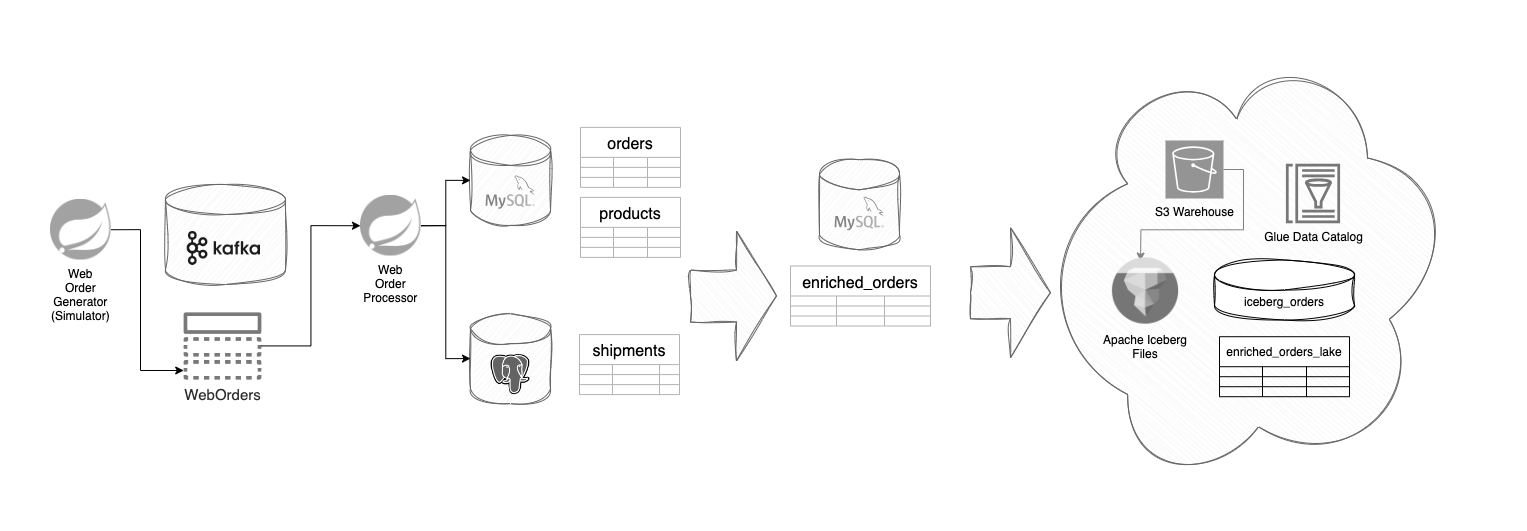 Web
Order
Generator
(Simulator)
kafka
WebOrders
Web
Order
Processor
MySQL
orders
products
shipments
MySQL
enriched_orders
S3 Warehouse
Glue Data Catalog
Apache Iceberg
Files
iceberg_orders
enriched_orders_lake